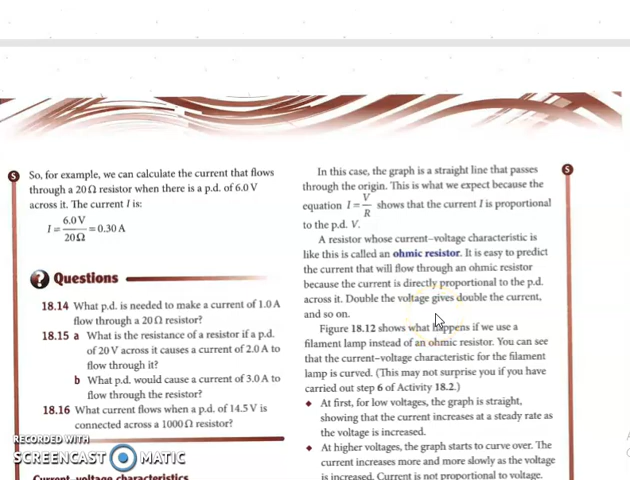 S
So, for example, we can calculate the current that flows
through a 20 Ω resistor when there is a p.d. of 6.0 V
across it. The current I is:
I = 6.0 V / 20 Ω = 0.30 A
? Questions
18.14 What p.d. is needed to make a current of 1.0 A
flow through a 20 Ω resistor?
18.15 a What is the resistance of a resistor if a p.d.
of 20 V across it causes a current of 2.0 A to
flow through it?
b What p.d. would cause a current of 3.0 A to
flow through the resistor?
18.16 What current flows when a p.d. of 14.5 V is
connected across a 1000 Ω resistor?
Current–voltage characteristics
In this case, the graph is a straight line that passes
S
through the origin. This is what we expect because the
equation I = V / R shows that the current I is proportional
to the p.d. V.
A resistor whose current–voltage characteristic is
like this is called an ohmic resistor. It is easy to predict
the current that will flow through an ohmic resistor
because the current is directly proportional to the p.d.
across it. Double the voltage gives double the current,
and so on.
Figure 18.12 shows what happens if we use a
filament lamp instead of an ohmic resistor. You can see
that the current–voltage characteristic for the filament
lamp is curved. (This may not surprise you if you have
carried out step 6 of Activity 18.2.)
◆ At first, for low voltages, the graph is straight,
showing that the current increases at a steady rate as
the voltage is increased.
◆ At higher voltages, the graph starts to curve over. The
current increases more and more slowly as the voltage
is increased. Current is not proportional to voltage.
RECORDED WITH
SCREENCAST MATIC